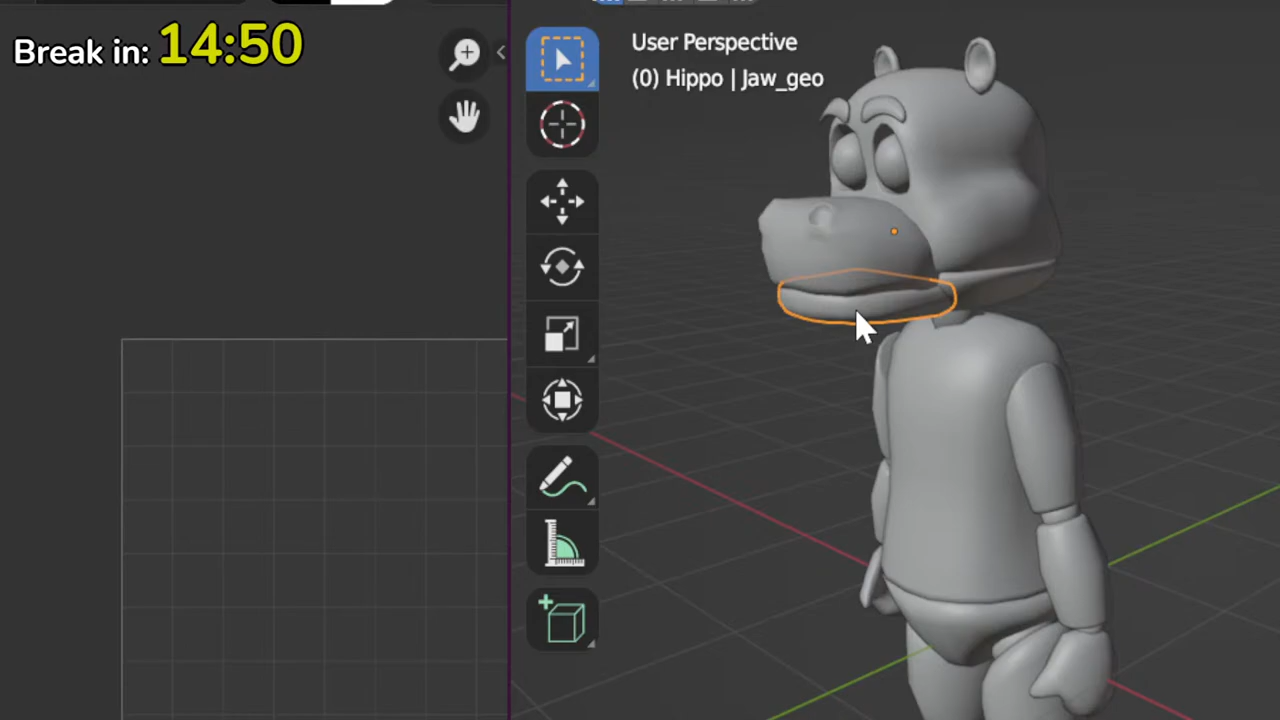 Break in: 14:50
User Perspective
(0) Hippo | Jaw_geo